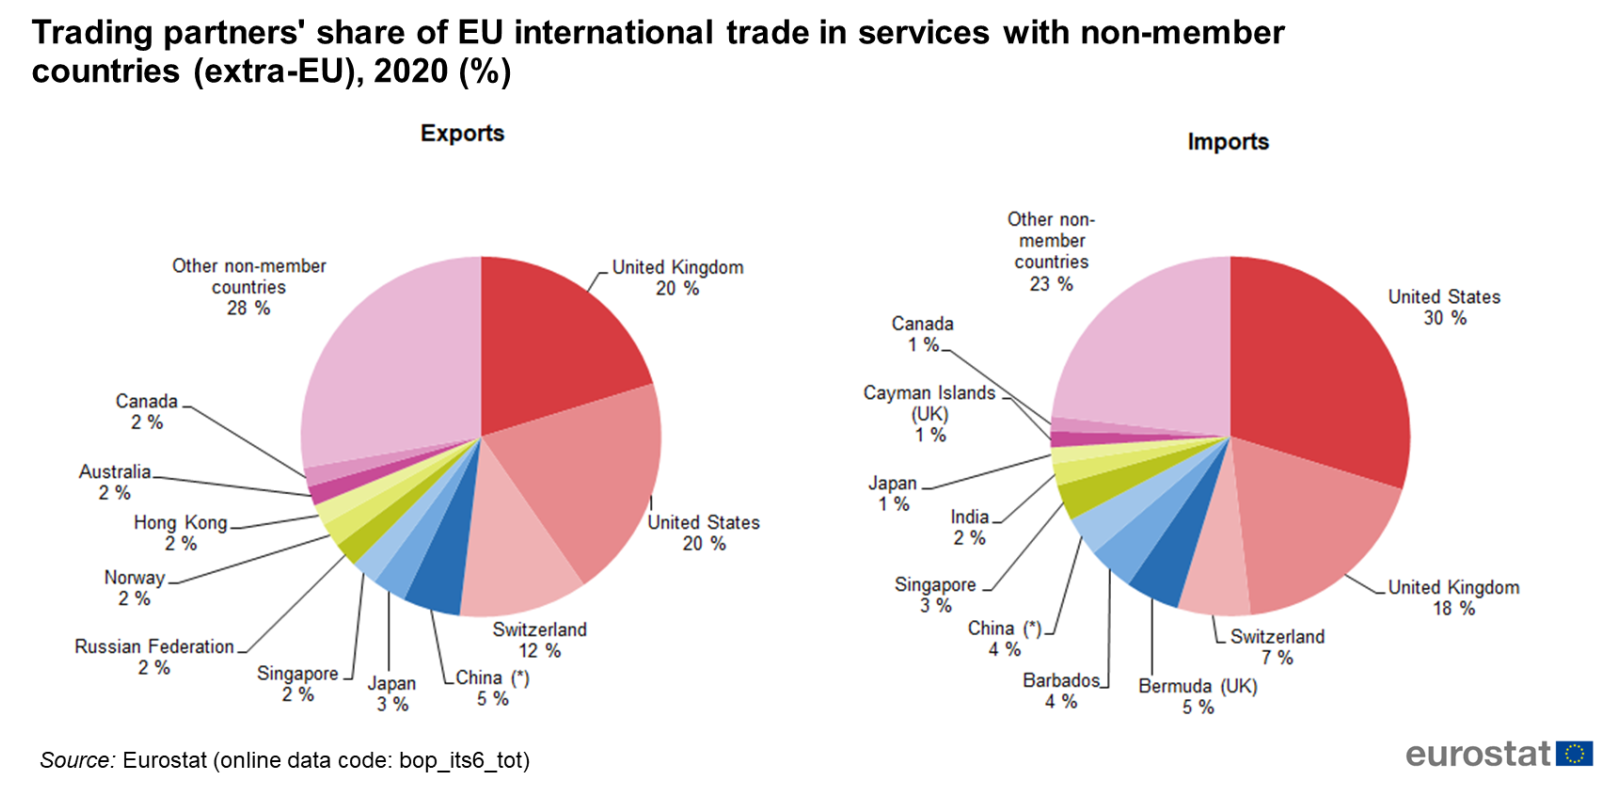 Trading partners' share of EU international trade in services with non-member
countries (extra-EU), 2020 (%)
Exports
Other non-member
countries
28 %
United Kingdom
20 %
Canada
2 %
Australia
2 %
Hong Kong
2 %
Norway
2 %
Russian Federation
2 %
Singapore
2 %
Japan
3 %
China (*)
5 %
Switzerland
12 %
United States
20 %
Imports
Other non-
member
countries
23 %
United States
30 %
Canada
1 %
Cayman Islands
(UK)
1 %
Japan
1 %
India
2 %
Singapore
3 %
China (*)
4 %
Barbados
4 %
Bermuda (UK)
5 %
Switzerland
7 %
United Kingdom
18 %
Source: Eurostat (online data code: bop_its6_tot)
eurostat